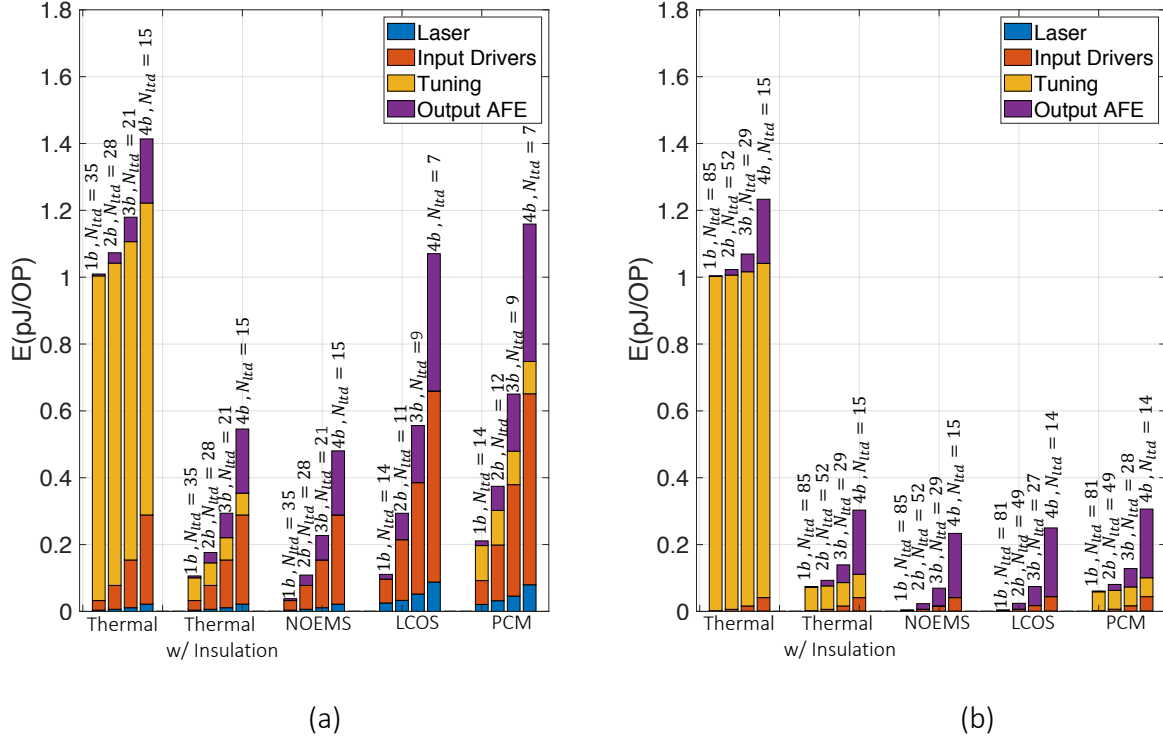 1.8
1.6
1.4
1.2
1
0.8
0.6
0.4
0.2
0
E(pJ/OP)
Laser
Input Drivers
Tuning
Output AFE
1b, N_ltd = 35
2b, N_ltd = 28
3b, N_ltd = 21
4b, N_ltd = 15
1b, N_ltd = 35
2b, N_ltd = 28
3b, N_ltd = 21
4b, N_ltd = 15
1b, N_ltd = 35
2b, N_ltd = 28
3b, N_ltd = 21
4b, N_ltd = 15
1b, N_ltd = 14
2b, N_ltd = 11
3b, N_ltd =9
4b, N_ltd = 7
1b, N_ltd = 14
2b, N_ltd = 12
3b, N_ltd = 9
4b, N_ltd = 7
Thermal
Thermal
w/ Insulation
NOEMS
LCOS
PCM
(a)
1.8
1.6
1.4
1.2
1
0.8
0.6
0.4
0.2
0
E(pJ/OP)
Laser
Input Drivers
Tuning
Output AFE
1b, N_ltd = 85
2b, N_ltd = 52
3b, N_ltd = 29
4b, N_ltd = 15
1b, N_ltd = 85
2b, N_ltd = 52
3b, N_ltd = 29
4b, N_ltd = 15
1b, N_ltd = 85
2b, N_ltd = 52
3b, N_ltd = 29
4b, N_ltd = 15
1b, N_ltd = 81
2b, N_ltd = 49
3b, N_ltd = 27
4b, N_ltd = 14
1b, N_ltd = 81
2b, N_ltd = 49
3b, N_ltd = 28
4b, N_ltd = 14
Thermal
Thermal
w/ Insulation
NOEMS
LCOS
PCM
(b)